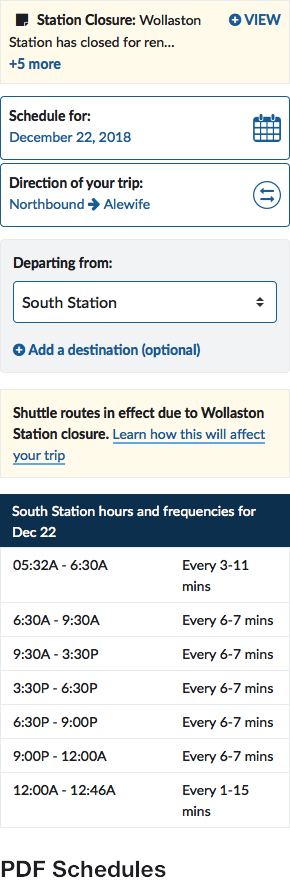 Station Closure: Wollaston VIEW
Station has closed for ren...
+5 more
Schedule for:
December 22, 2018
Direction of your trip:
Northbound Alewife
Departing from:
South Station
Add a destination (optional)
Shuttle routes in effect due to Wollaston
Station closure. Learn how this will affect
your trip
South Station hours and frequencies for
Dec 22
05:32A - 6:30A Every 3-11
mins
6:30A - 9:30A Every 6-7 mins
9:30A - 3:30P Every 6-7 mins
3:30P - 6:30P Every 6-7 mins
6:30P - 9:00P Every 6-7 mins
9:00P - 12:00A Every 6-7 mins
12:00A - 12:46A Every 1-15
mins
PDF Schedules